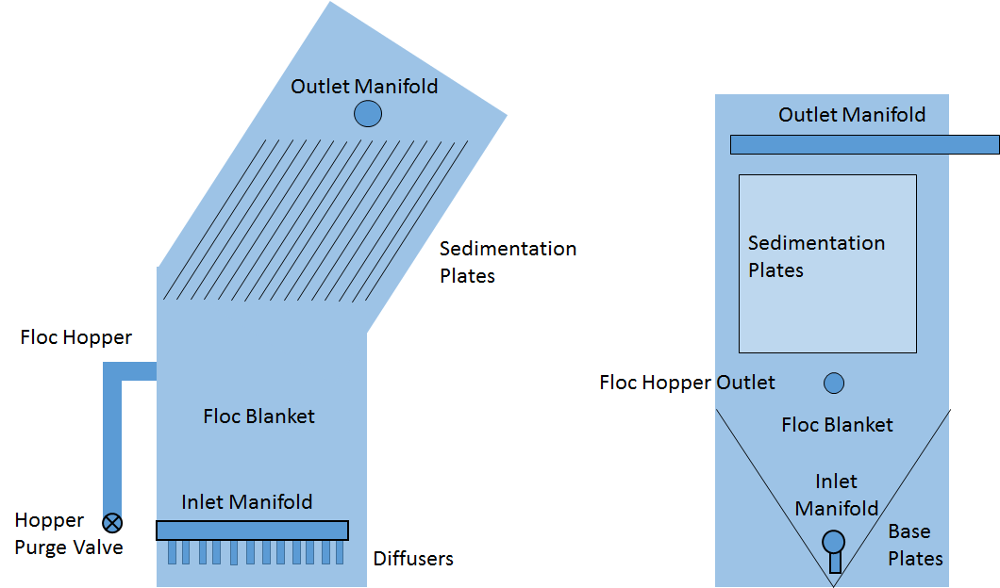 Outlet Manifold
Sedimentation
Plates
Floc Hopper
Floc Blanket
Inlet Manifold
Hopper
Purge Valve
Diffusers
Outlet Manifold
Sedimentation
Plates
Floc Hopper Outlet
Floc Blanket
Inlet
Manifold
Base
Plates